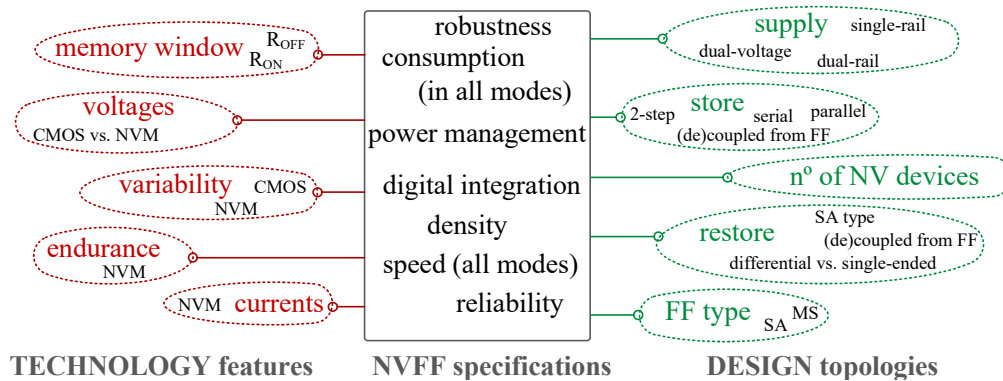 memory window
R_OFF
R_ON
voltages
CMOS vs. NVM
variability
CMOS
NVM
endurance
NVM
NVM
currents
TECHNOLOGY features
robustness
consumption
(in all modes)
power management
digital integration
density
speed (all modes)
reliability
NVFF specifications
supply
single-rail
dual-voltage
dual-rail
2-step
store
serial
parallel
(de)coupled from FF
nº of NV devices
restore
SA type
(de)coupled from FF
differential vs. single-ended
FF type
SA
MS
DESIGN topologies